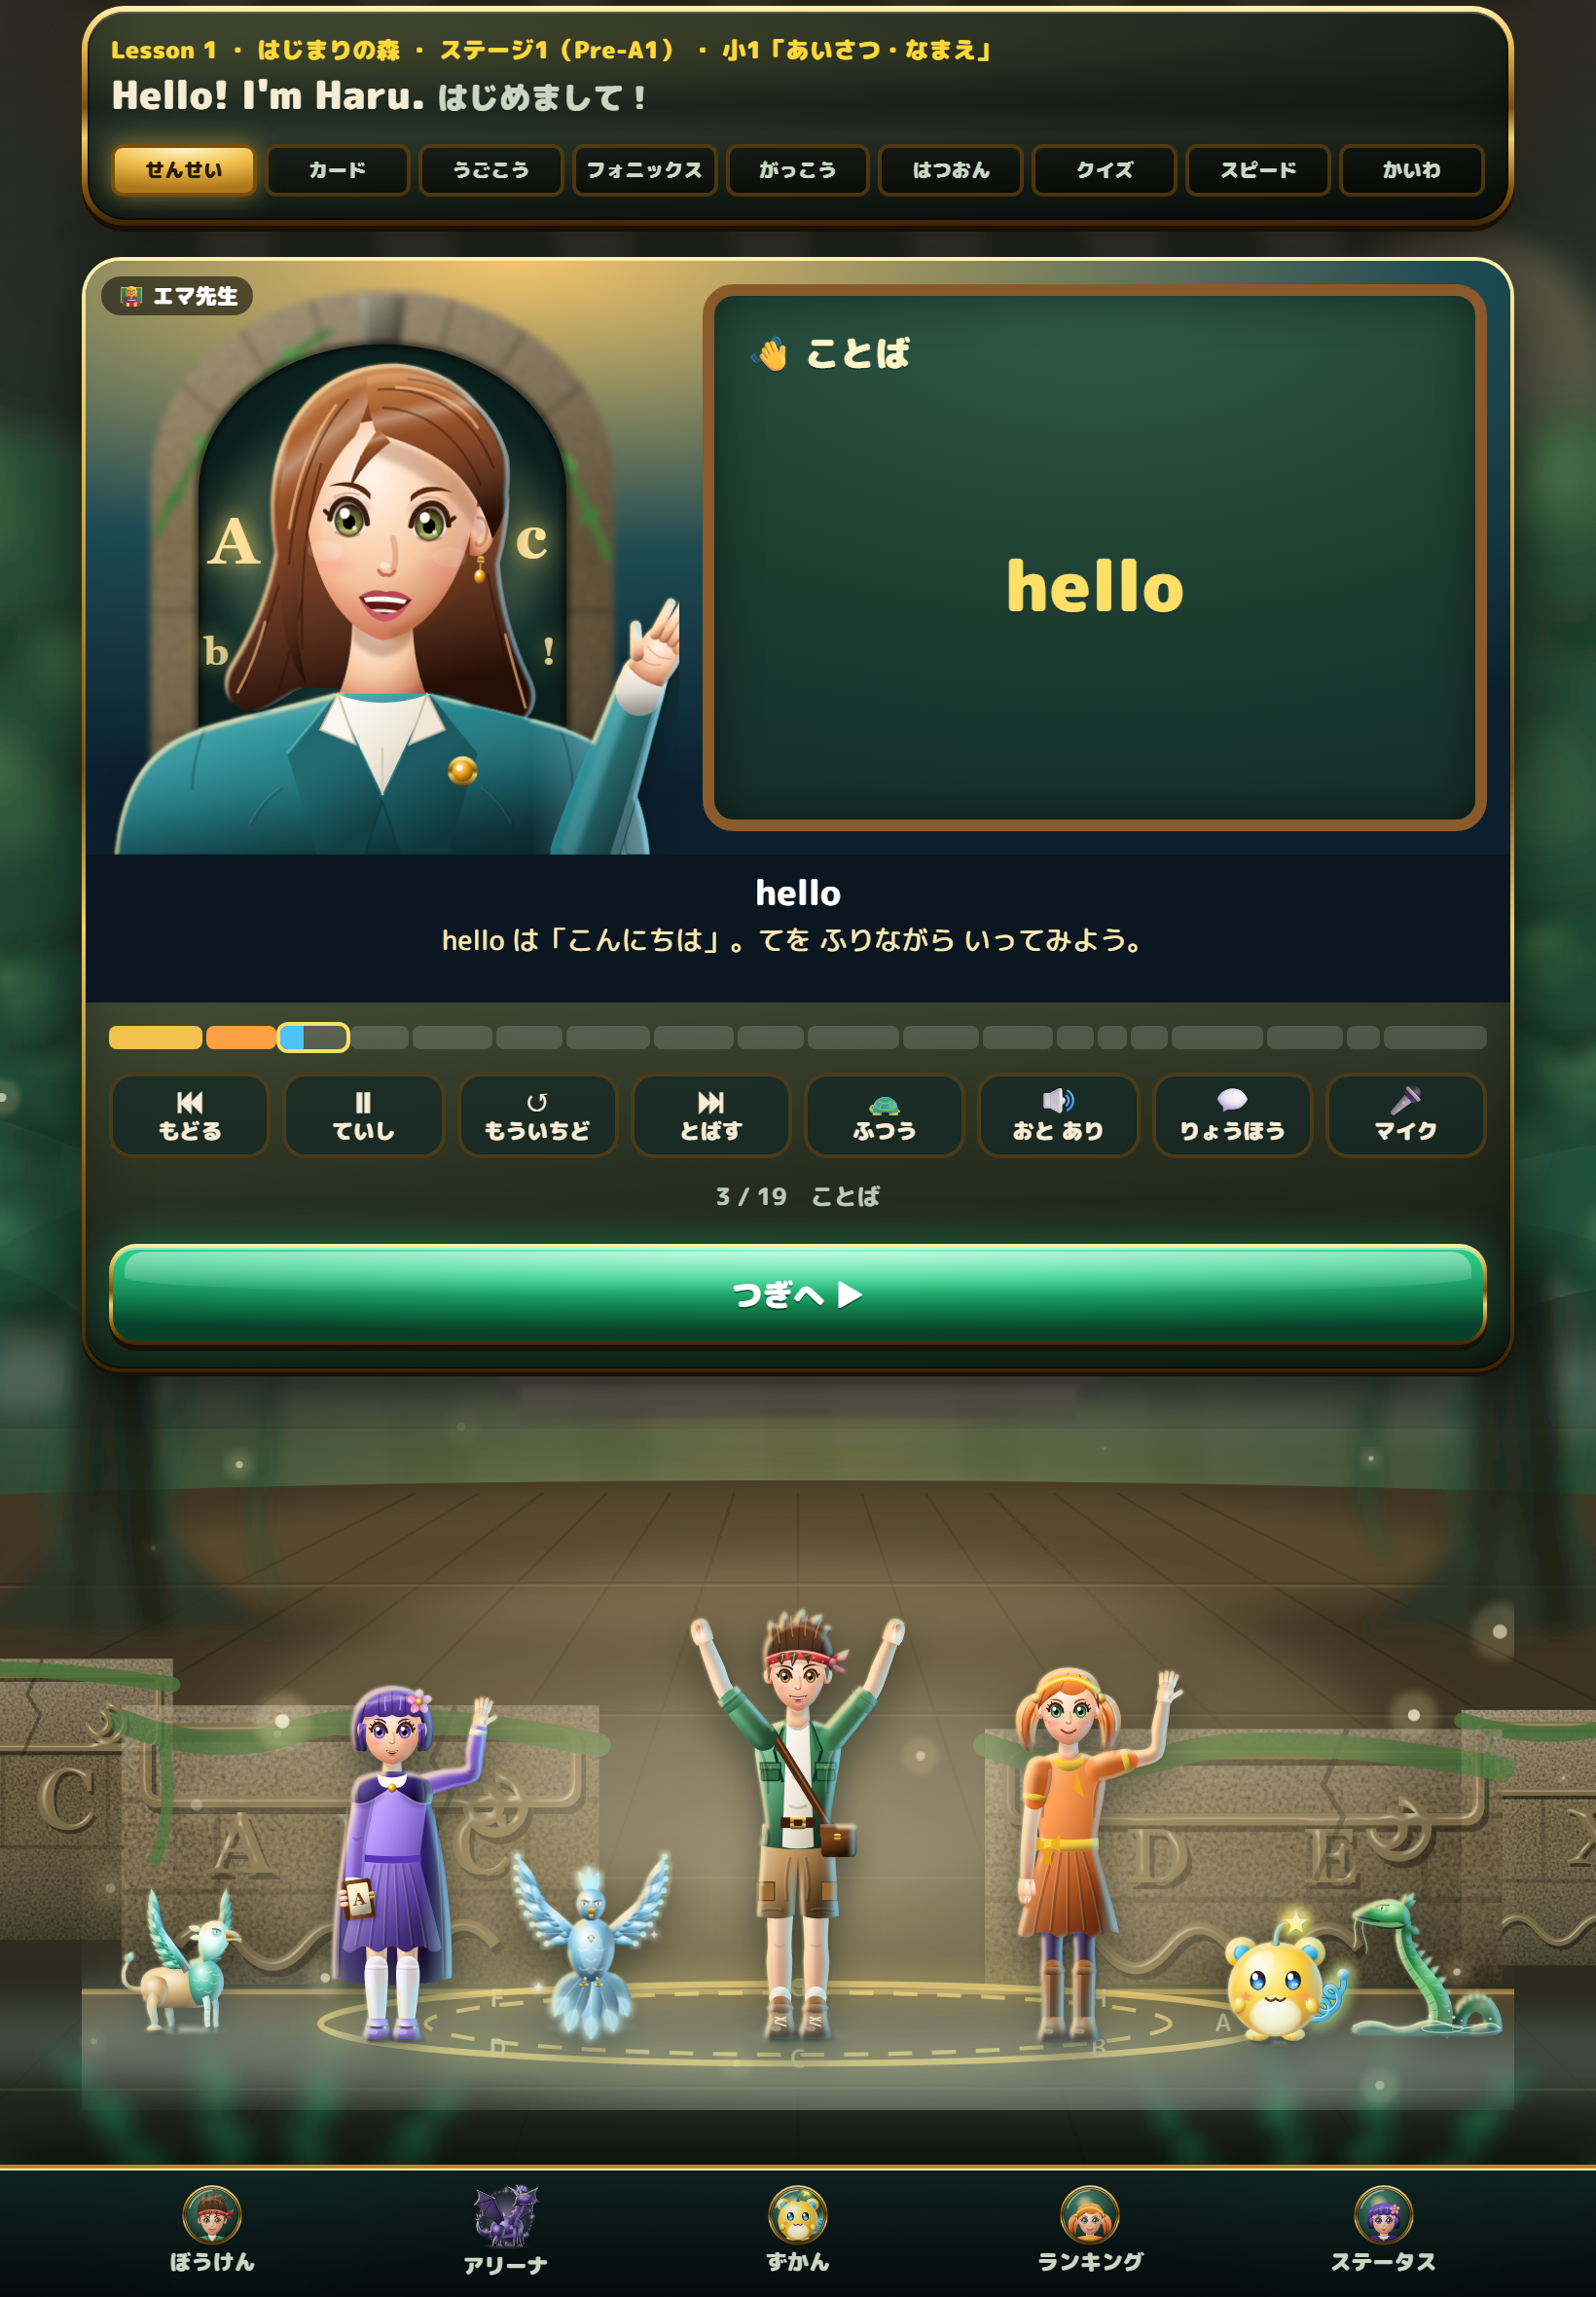 Lesson 1 ・ はじまりの森 ・ ステージ1（Pre-A1） ・ 小1「あいさつ・なまえ」
Hello! I'm Haru. はじめまして！
せんせい カード うごこう フォニックス がっこう はつおん クイズ スピード かいわ
エマ先生
ことば
A c
b !
hello
hello
hello は「こんにちは」。てを ふりながら いってみよう。
もどる ていし もういちど とばす ふつう おと あり りょうほう マイク
3 / 19 ことば
つぎへ ▶
C A C D E
A
F A
D C B
ぼうけん アリーナ ずかん ランキング ステータス